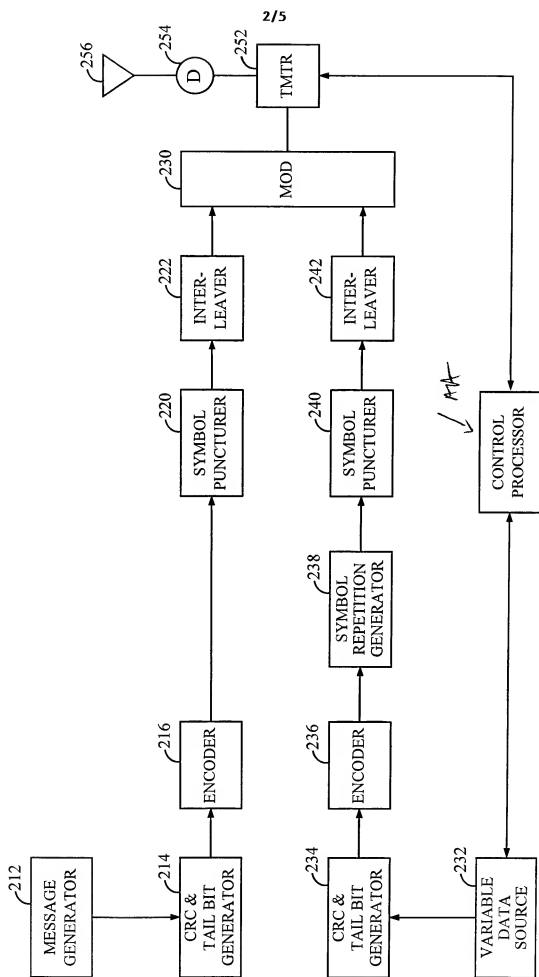 2/5
212
MESSAGE
GENERATOR
214
CRC &
TAIL BIT
GENERATOR
216
ENCODER
220
SYMBOL
PUNCTURER
222
INTER-
LEAVER
230
MOD
252
TMTR
254
D
256
232
VARIABLE
DATA
SOURCE
234
CRC &
TAIL BIT
GENERATOR
236
ENCODER
238
SYMBOL
REPETITION
GENERATOR
240
SYMBOL
PUNCTURER
242
INTER-
LEAVER
CONTROL
PROCESSOR